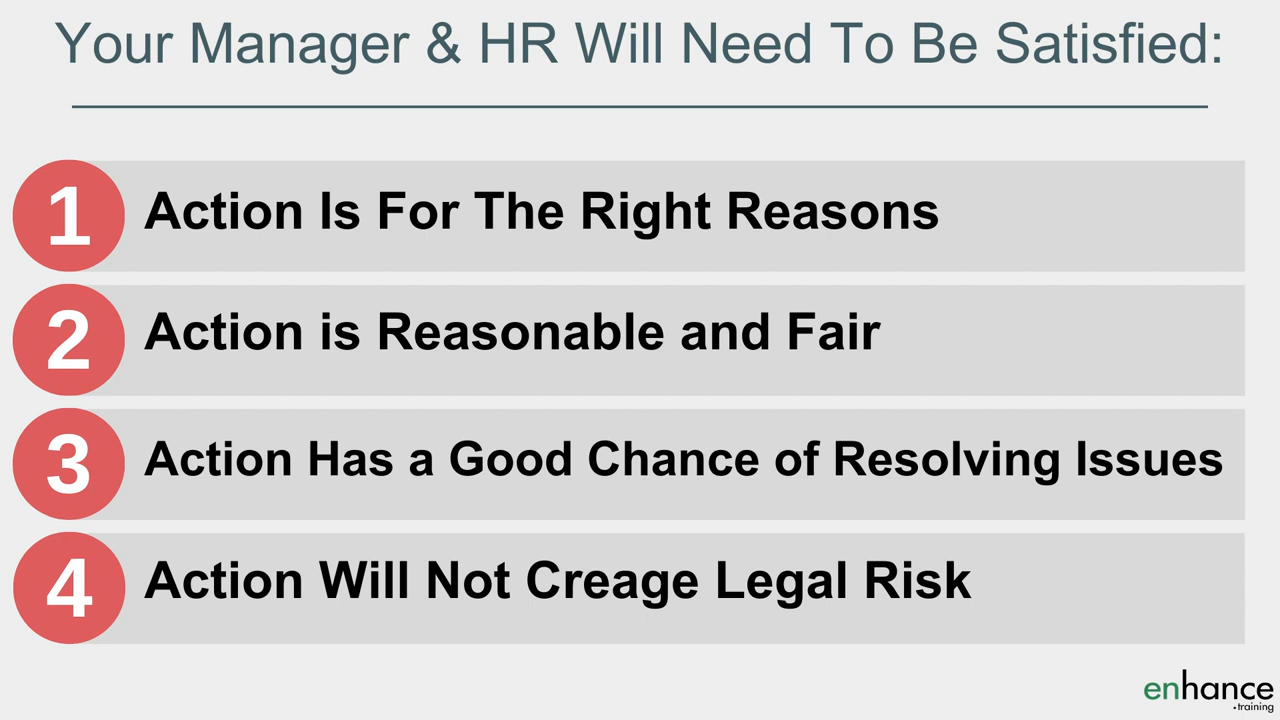 Your Manager & HR Will Need To Be Satisfied:
1 Action Is For The Right Reasons
2 Action is Reasonable and Fair
3 Action Has a Good Chance of Resolving Issues
4 Action Will Not Creage Legal Risk
enhance
•training